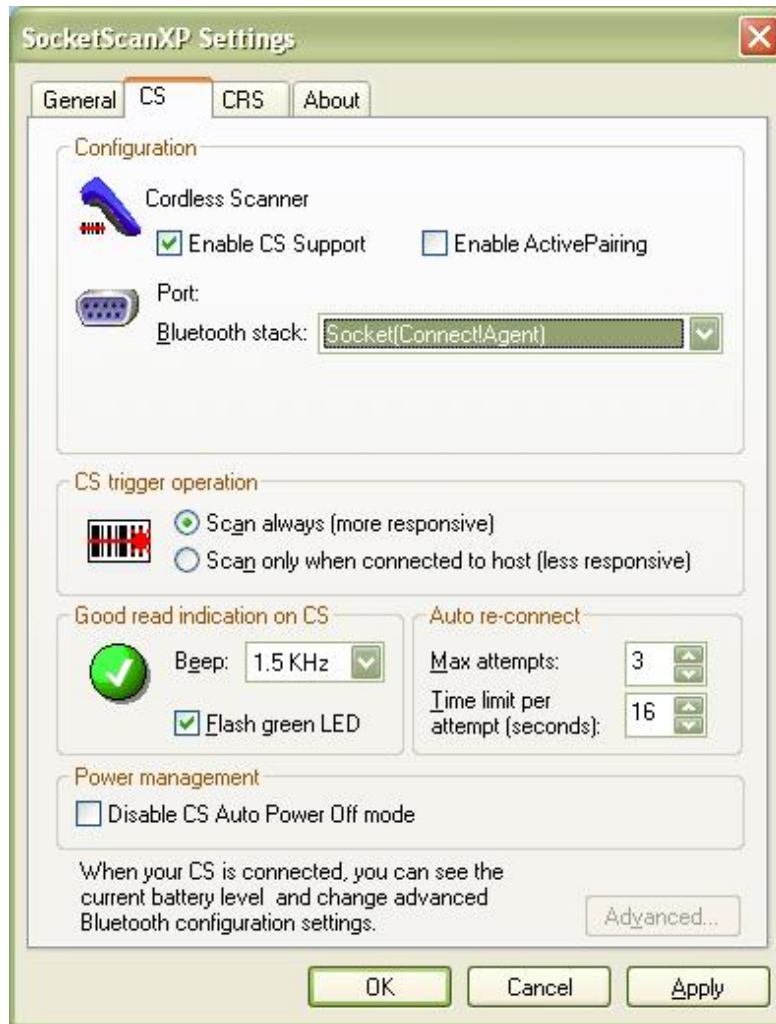 SocketScanXP Settings
General CS CRS About
Configuration
Cordless Scanner
Enable CS Support Enable ActivePairing
Port:
Bluetooth stack: Socket(Connect!Agent)
CS trigger operation
Scan always (more responsive)
Scan only when connected to host (less responsive)
Good read indication on CS
Beep: 1.5 KHz
Flash green LED
Auto re-connect
Max attempts: 3
Time limit per
attempt (seconds): 16
Power management
Disable CS Auto Power Off mode
When your CS is connected, you can see the
current battery level and change advanced
Bluetooth configuration settings.
Advanced...
OK Cancel Apply